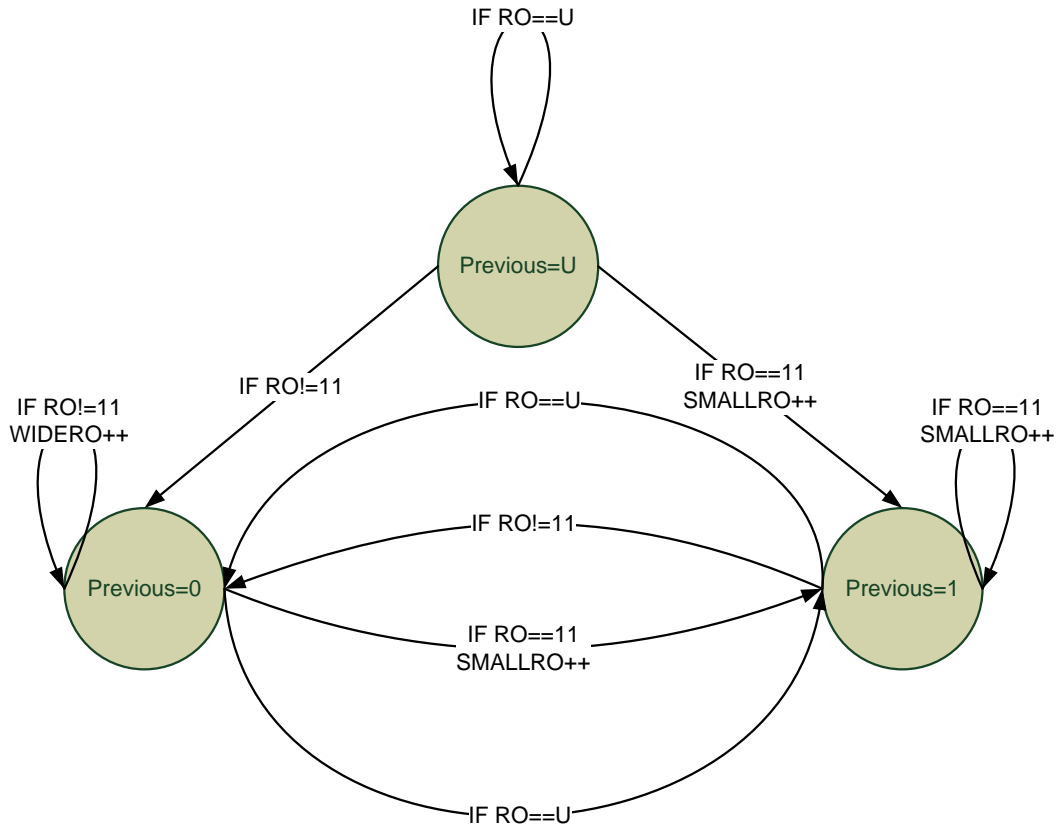 IF RO==U
Previous=U
IF RO!=11
IF RO==11
SMALLRO++
IF RO!=11
WIDERO++
IF RO==U
IF RO==11
SMALLRO++
IF RO!=11
Previous=0
Previous=1
IF RO==11
SMALLRO++
IF RO==U